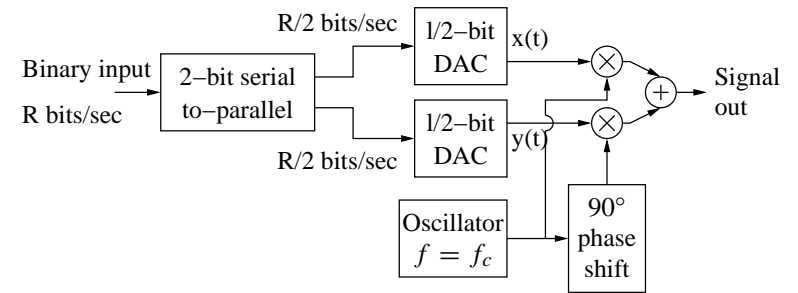 R/2 bits/sec
l/2−bit
DAC
x(t)
Binary input
R bits/sec
2−bit serial
to−parallel
×
+
Signal
out
R/2 bits/sec
l/2−bit
DAC
y(t)
×
Oscillator
f = f_c
90°
phase
shift